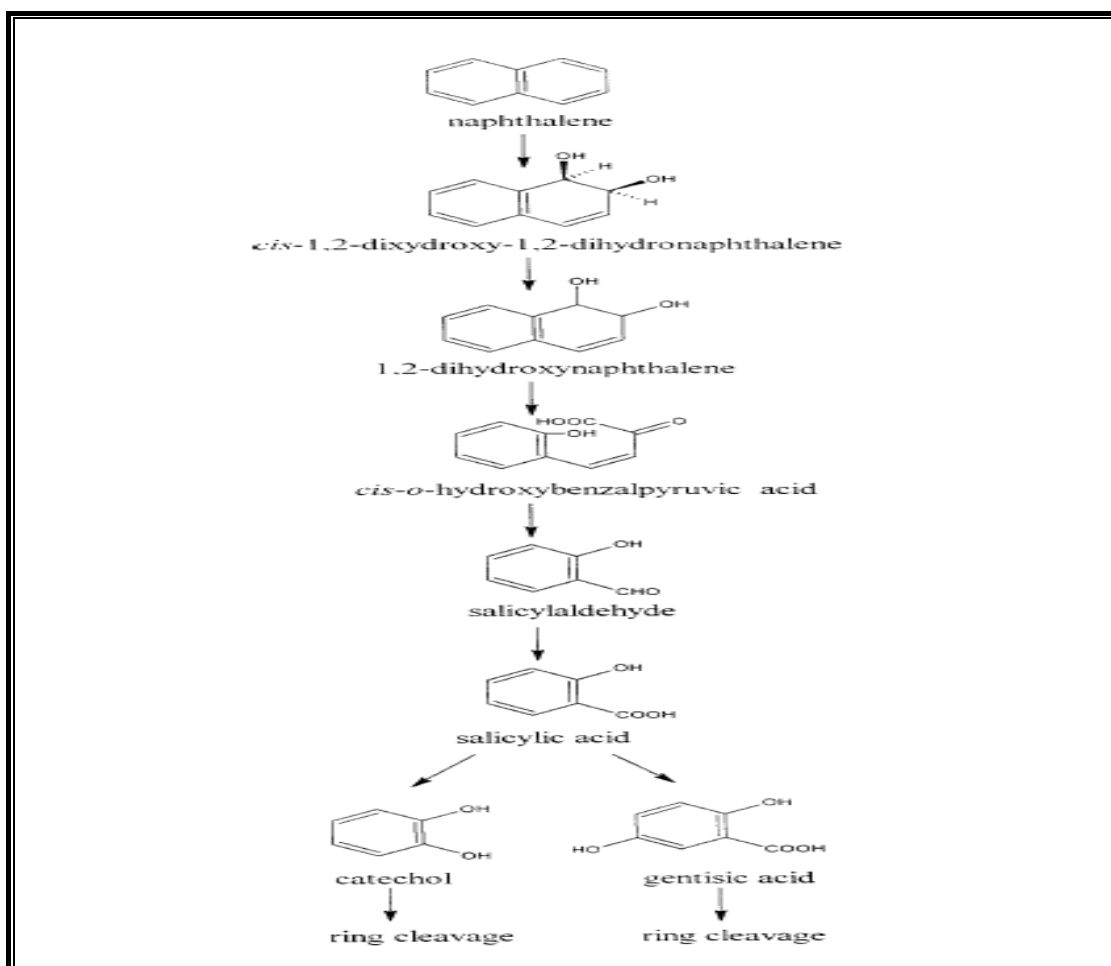 naphthalene
OH
H
OH
H
cis-1,2-dixydroxy-1,2-dihydronaphthalene
OH
OH
1,2-dihydroxynaphthalene
HOOC
O
OH
cis-o-hydroxybenzalpyruvic acid
OH
CHO
salicylaldehyde
OH
COOH
salicylic acid
OH
OH
catechol
OH
HO
COOH
gentisic acid
ring cleavage
ring cleavage